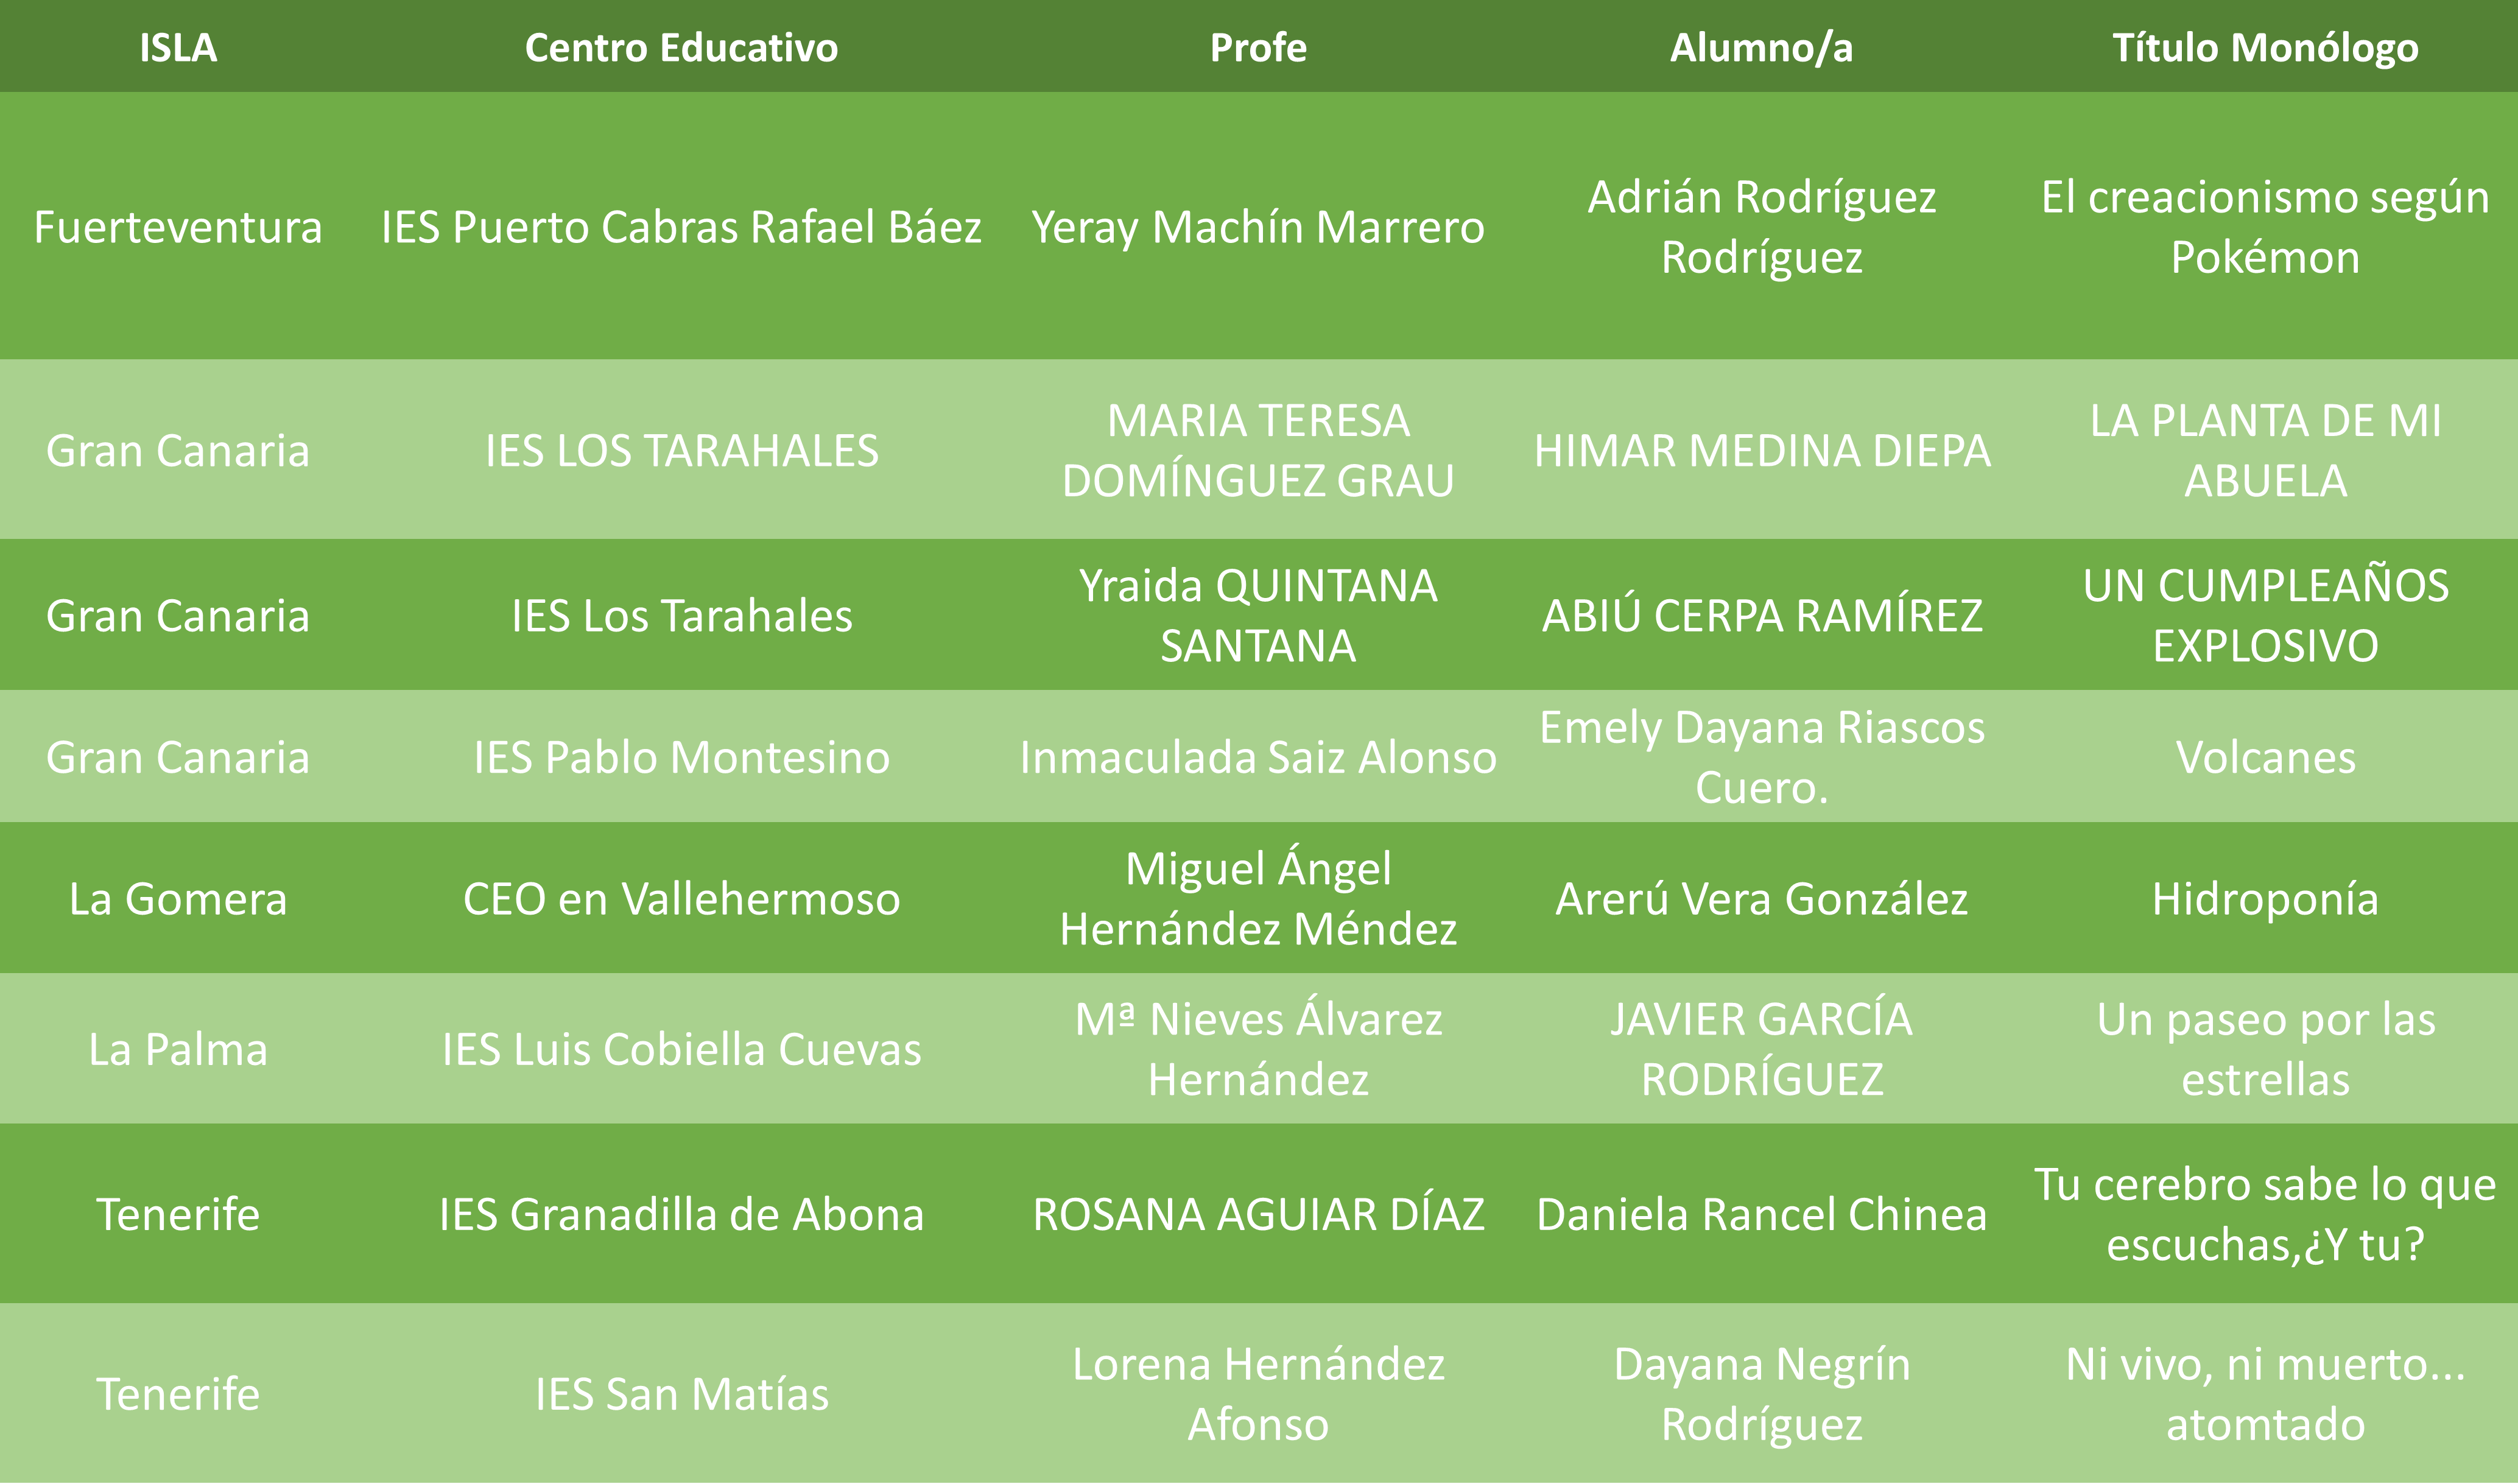 ISLA Centro Educativo Profe Alumno/a Título Monólogo
Fuerteventura IES Puerto Cabras Rafael Báez Yeray Machín Marrero Adrián Rodríguez Rodríguez El creacionismo según Pokémon
Gran Canaria IES LOS TARAHALES MARIA TERESA DOMÍNGUEZ GRAU HIMAR MEDINA DIEPA LA PLANTA DE MI ABUELA
Gran Canaria IES Los Tarahales Yraida QUINTANA SANTANA ABIÚ CERPA RAMÍREZ UN CUMPLEAÑOS EXPLOSIVO
Gran Canaria IES Pablo Montesino Inmaculada Saiz Alonso Emely Dayana Riascos Cuero. Volcanes
La Gomera CEO en Vallehermoso Miguel Ángel Hernández Méndez Arerú Vera González Hidroponía
La Palma IES Luis Cobiella Cuevas Mª Nieves Álvarez Hernández JAVIER GARCÍA RODRÍGUEZ Un paseo por las estrellas
Tenerife IES Granadilla de Abona ROSANA AGUIAR DÍAZ Daniela Rancel Chinea Tu cerebro sabe lo que escuchas,¿Y tu?
Tenerife IES San Matías Lorena Hernández Afonso Dayana Negrín Rodríguez Ni vivo, ni muerto... atomtado